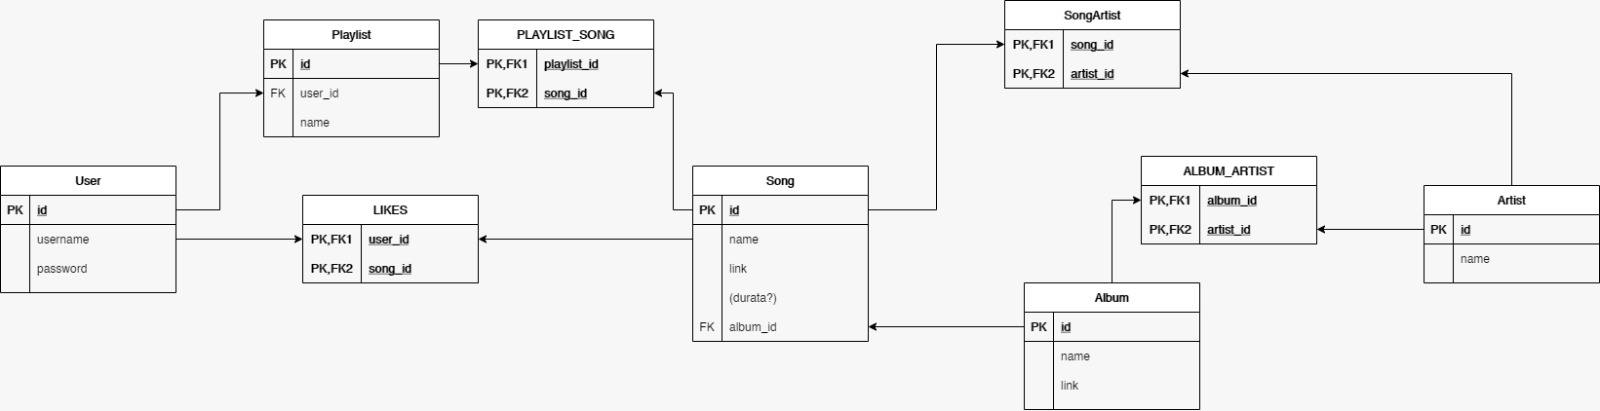 Playlist
PK id
FK user_id
name
PLAYLIST_SONG
PK,FK1 playlist_id
PK,FK2 song_id
SongArtist
PK,FK1 song_id
PK,FK2 artist_id
User
PK id
username
password
LIKES
PK,FK1 user_id
PK,FK2 song_id
Song
PK id
name
link
(durata?)
FK album_id
ALBUM_ARTIST
PK,FK1 album_id
PK,FK2 artist_id
Artist
PK id
name
Album
PK id
name
link